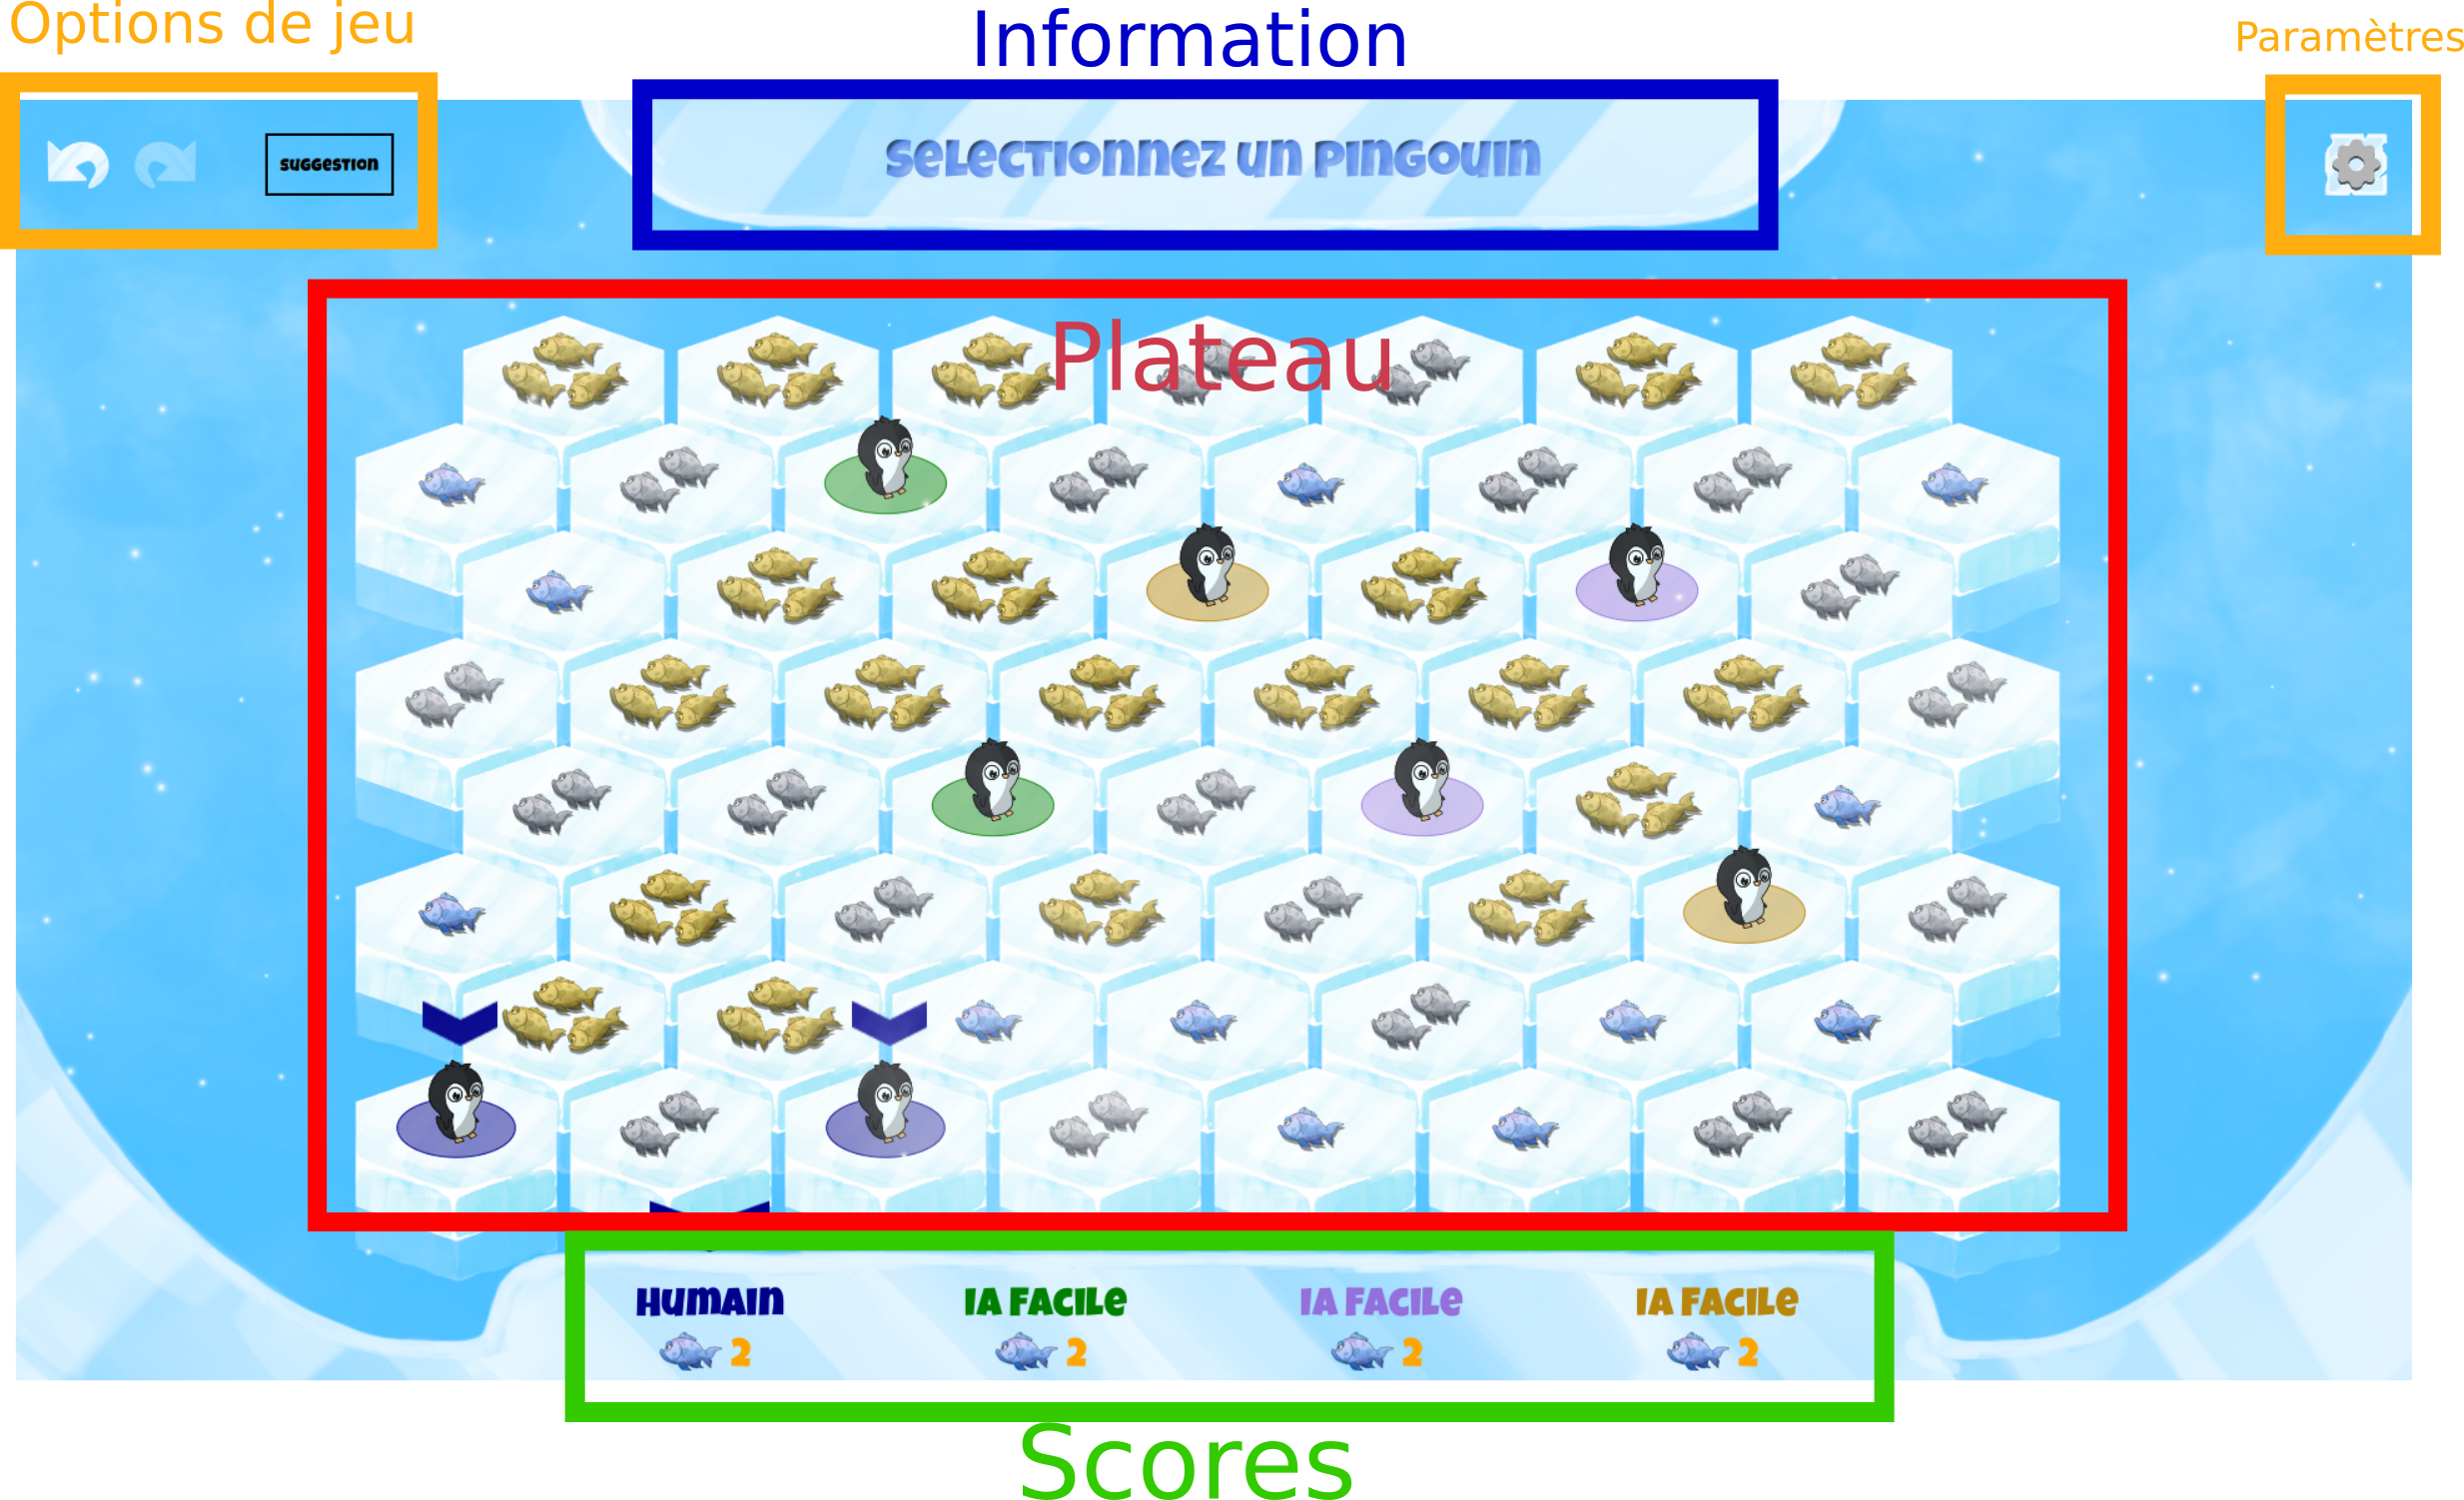 Options de jeu
Information
Paramètres
SUGGESTION
SELECTIONNEZ UN PINGOUIN
Plateau
HUMAIN
IA FACILE
IA FACILE
IA FACILE
2
2
2
2
Scores